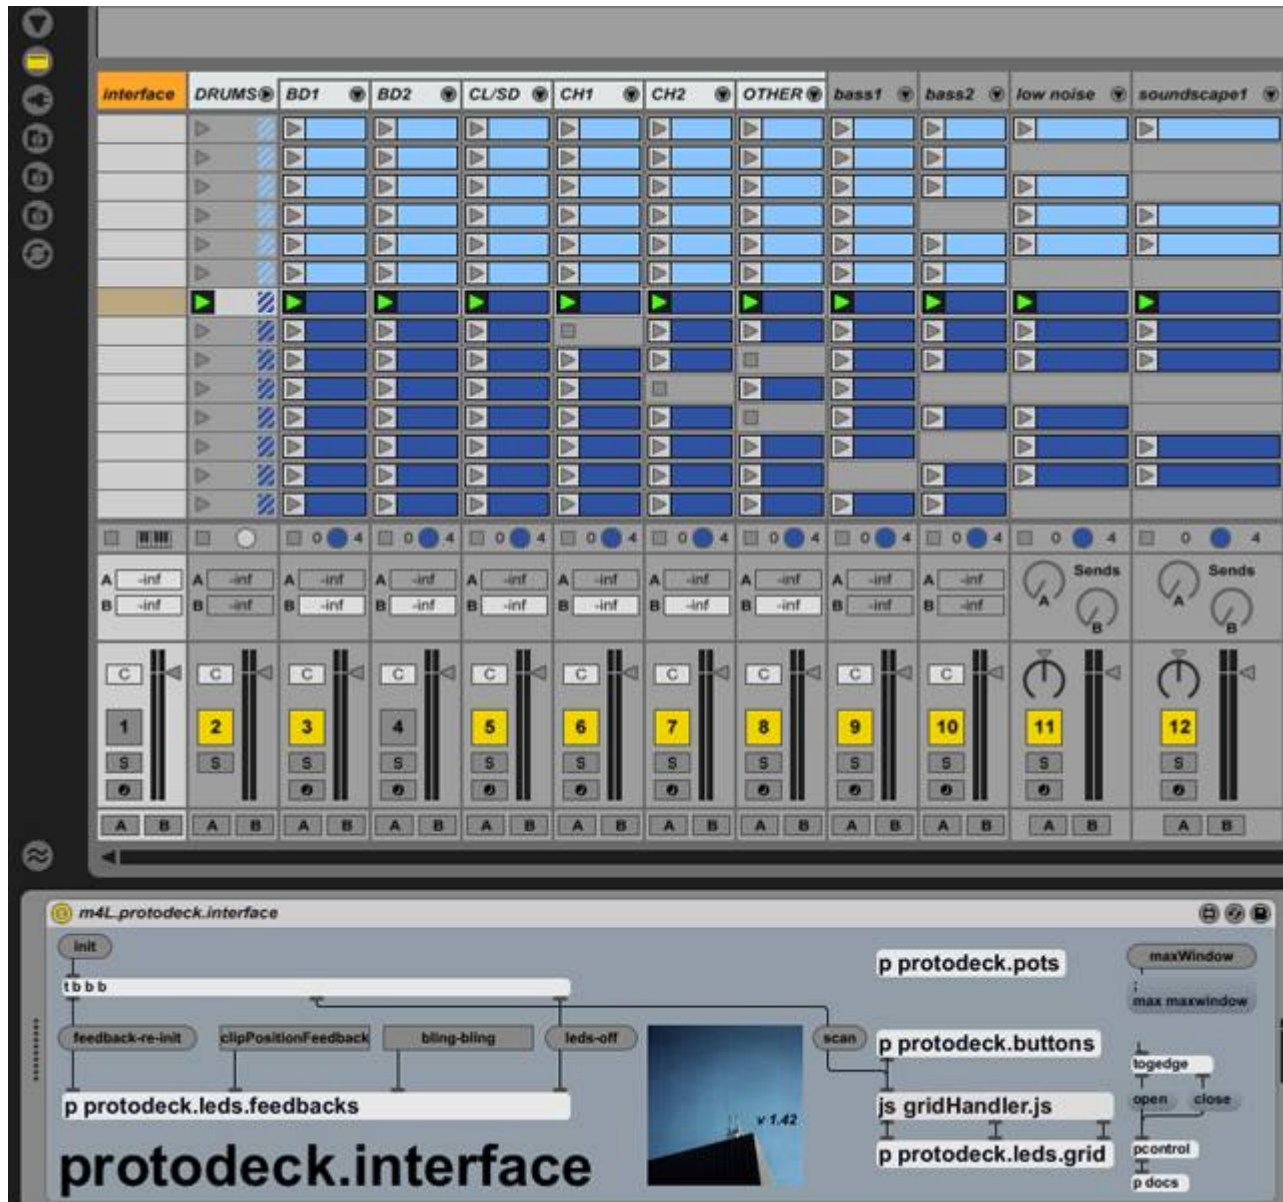 interface DRUMS BD1 BD2 CL/SD CH1 CH2 OTHER bass1 bass2 low noise soundscape1
0 4 0 4 0 4 0 4 0 4 0 4 0 4 0 4 0 4 0 4
A -inf A -inf A -inf A -inf A -inf A -inf A -inf A -inf A -inf A -inf Sends Sends
B -inf B -inf B -inf B -inf B -inf B -inf B -inf B -inf B -inf B -inf A B A B
C C C C C C C C C C
1 2 3 4 5 6 7 8 9 10 11 12
S S S S S S S S S S S S
A B A B A B A B A B A B A B A B A B A B A B A B
m4L.protodeck.interface
init
t b b b
feedback-re-init clipPositionFeedback bling-bling leds-off
p protodeck.leds.feedbacks
protodeck.interface
v 1.42
scan
p protodeck.pots
p protodeck.buttons
js gridHandler.js
p protodeck.leds.grid
maxWindow
;
max maxwindow
togedge
open close
pcontrol
p docs